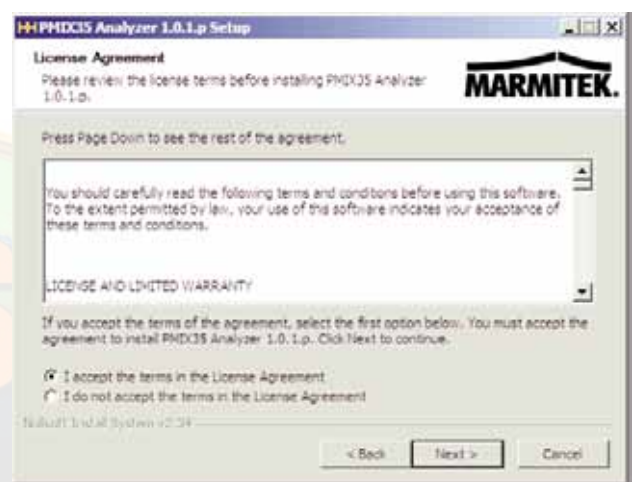 PMIX35 Analyzer 1.0.1.p Setup
License Agreement
Please review the license terms before installing PMIX35 Analyzer
1.0.1.p.
MARMITEK.
Press Page Down to see the rest of the agreement.
You should carefully read the following terms and conditions before using this software.
To the extent permitted by law, your use of this software indicates your acceptance of
these terms and conditions.
LICENSE AND LIMITED WARRANTY
If you accept the terms of the agreement, select the first option below. You must accept the
agreement to install PMIX35 Analyzer 1.0.1.p. Click Next to continue.
I accept the terms in the License Agreement
I do not accept the terms in the License Agreement
Nullsoft Install System v2.34
< Back
Next >
Cancel